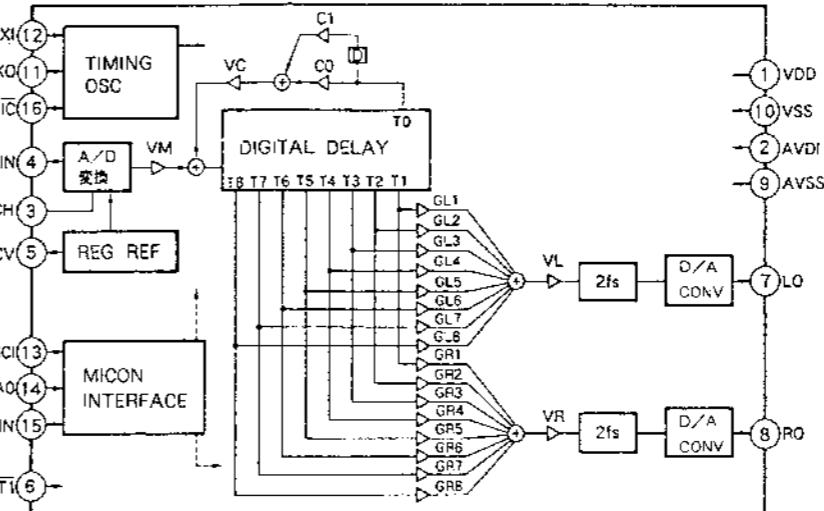 XI 12
XO 11
IC 16
IN 4
CH 3
CV 5
CI 13
A0 14
IN 15
T1 6
TIMING
OSC
A/D
変換
VM
REG REF
MICON
INTERFACE
C1
D
VC
C0
T0
DIGITAL DELAY
T8 T7 T6 T5 T4 T3 T2 T1
GL1
GL2
GL3
GL4
GL5
GL6
GL7
GL8
GR1
GR2
GR3
GR4
GR5
GR6
GR7
GR8
VL
2fs
D/A
CONV
7 LO
VR
2fs
D/A
CONV
8 RO
1 VDD
10 VSS
2 AVDI
9 AVSS